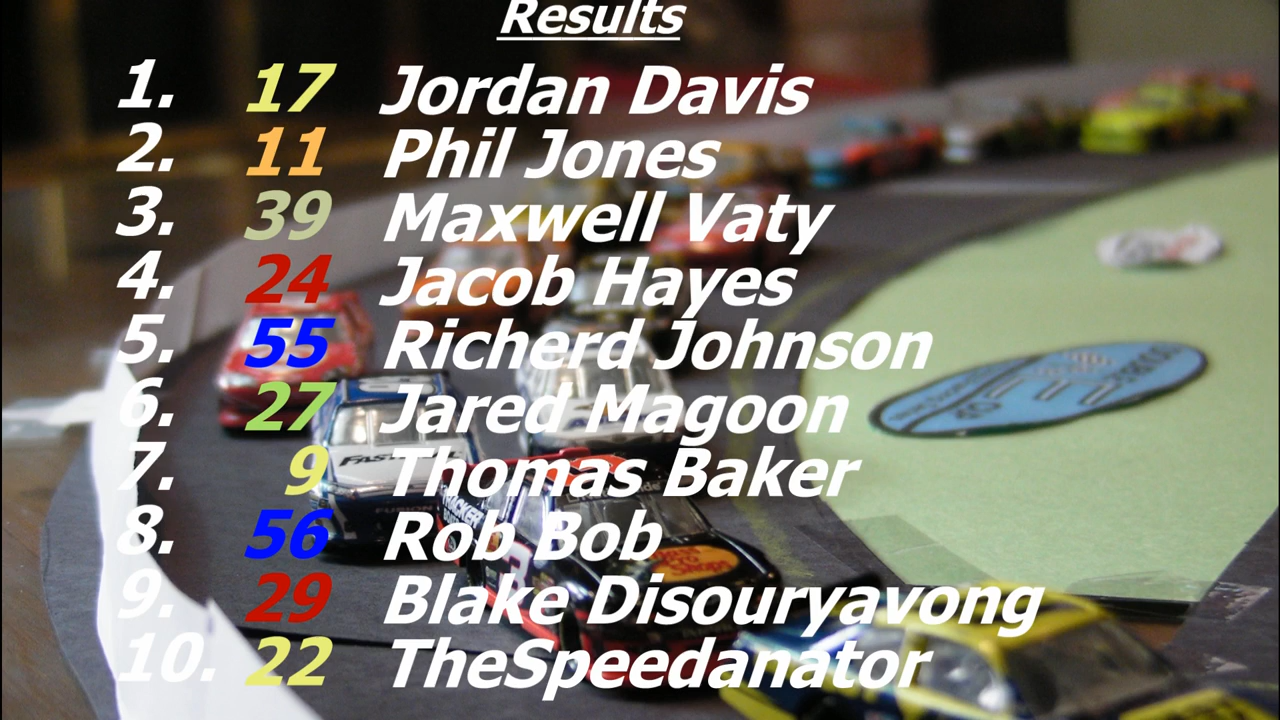 Results
1. 17 Jordan Davis
2. 11 Phil Jones
3. 39 Maxwell Vaty
4. 24 Jacob Hayes
5. 55 Richerd Johnson
6. 27 Jared Magoon
7. 9 Thomas Baker
8. 56 Rob Bob
9. 29 Blake Disouryavong
10. 22 TheSpeedanator